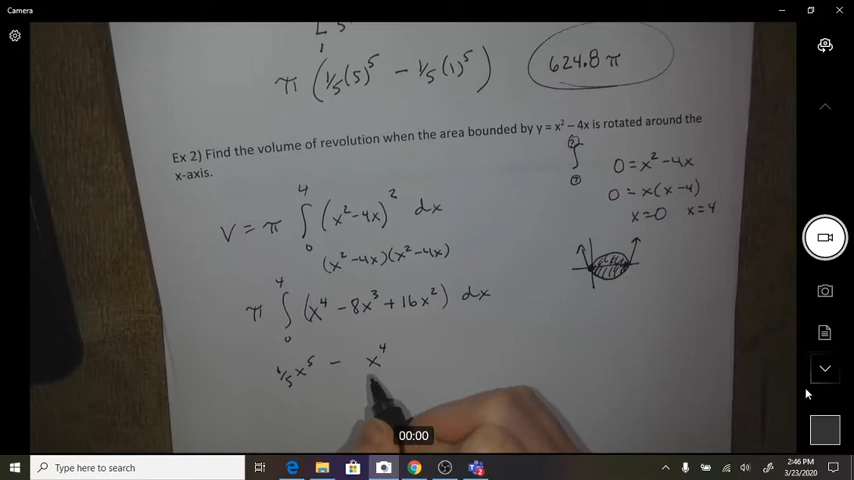 Camera
π (1/5(5)^5 − 1/5(1)^5)
624.8 π
Ex 2) Find the volume of revolution when the area bounded by y = x² – 4x is rotated around the
x-axis.
0 = x² − 4x
0 = x(x − 4)
x=0 x=4
V = π ∫₀⁴ (x² − 4x)² dx
(x² − 4x)(x² − 4x)
π ∫₀⁴ (x⁴ − 8x³ + 16x²) dx
1/5 x⁵ − x⁴
00:00
Type here to search
2:46 PM
3/23/2020